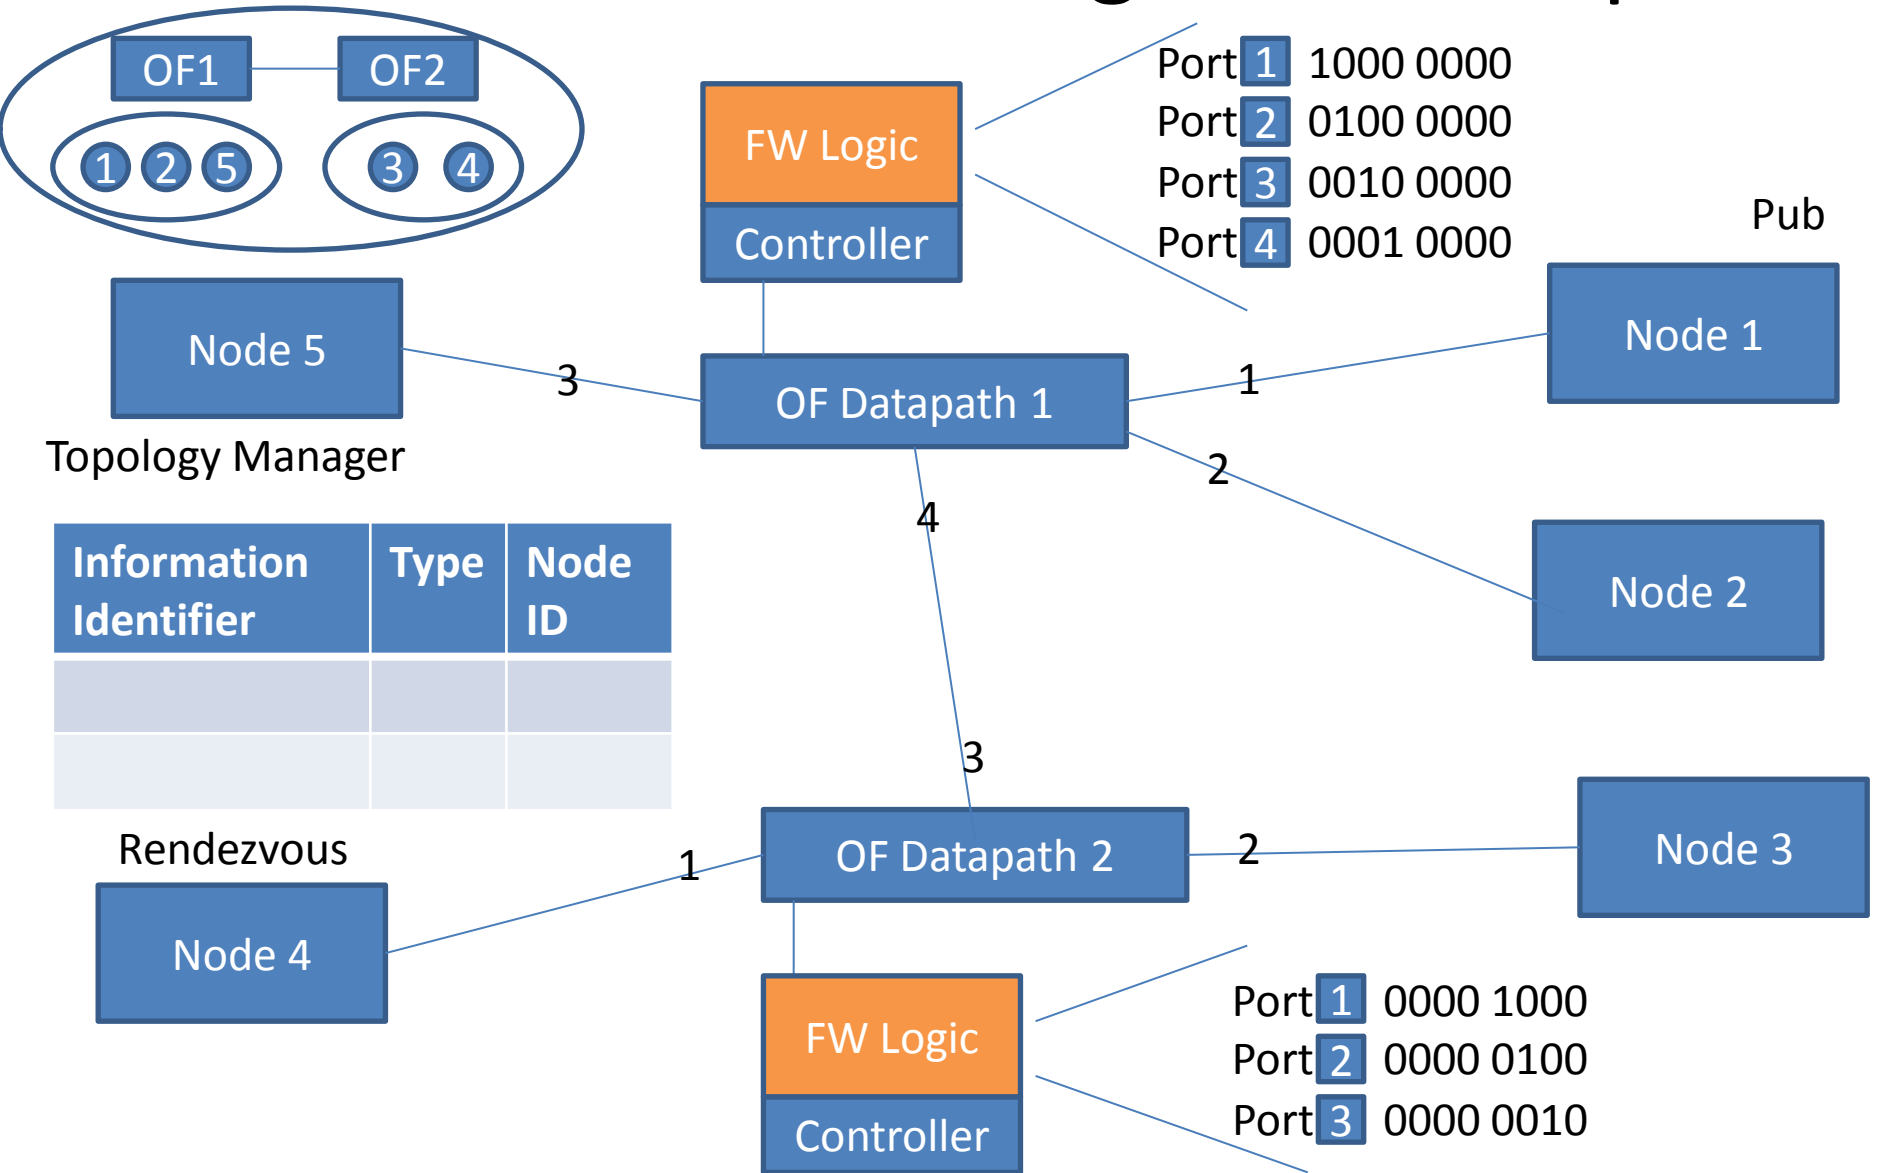 OF1
OF2
1
2
5
3
4
FW Logic
Controller
Port 1 1000 0000
Port 2 0100 0000
Port 3 0010 0000
Port 4 0001 0000
Pub
Node 5
Topology Manager
3
OF Datapath 1
1
Node 1
2
4
Node 2
Information
Identifier
Type
Node
ID
3
Rendezvous
Node 4
1
OF Datapath 2
2
Node 3
FW Logic
Controller
Port 1 0000 1000
Port 2 0000 0100
Port 3 0000 0010